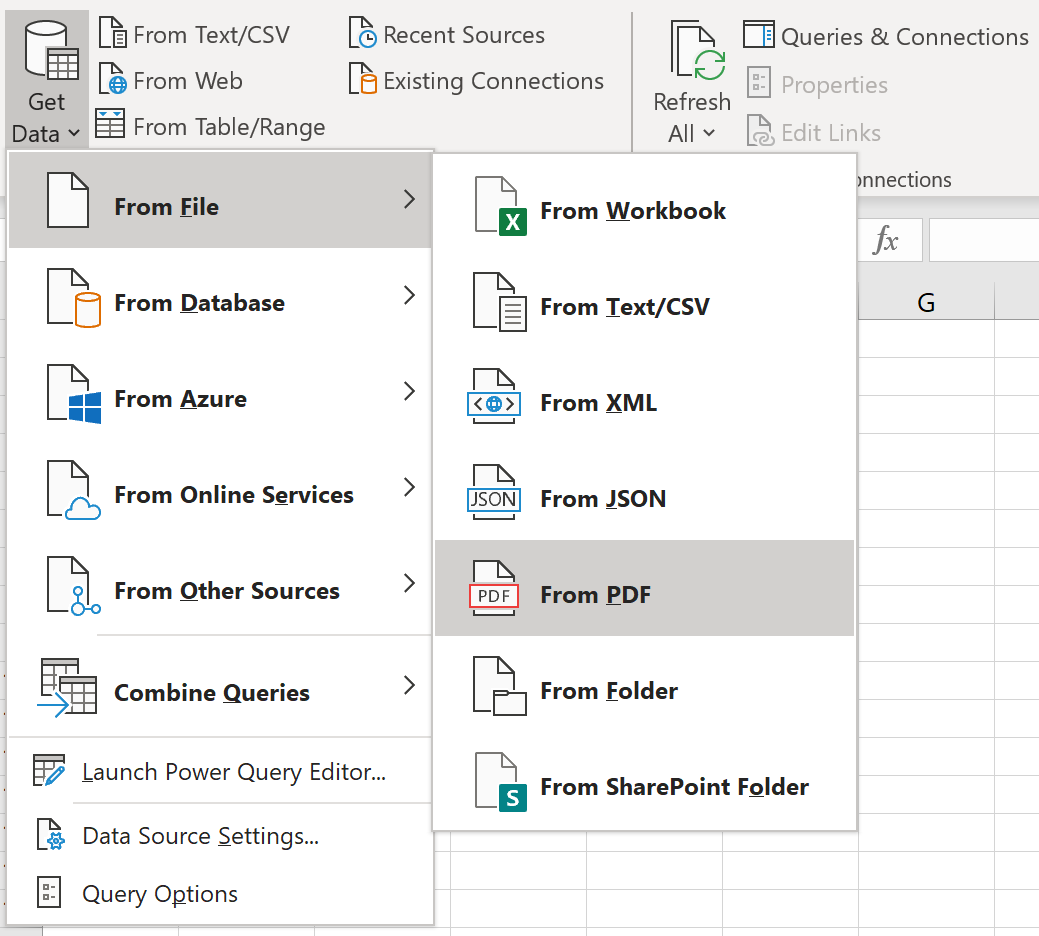 Get
Data
From Text/CSV
From Web
From Table/Range
Recent Sources
Existing Connections
Refresh
All
Queries & Connections
Properties
Edit Links
onnections
fx
G
From File
From Database
From Azure
From Online Services
From Other Sources
Combine Queries
Launch Power Query Editor...
Data Source Settings...
Query Options
X
From Workbook
From Text/CSV
From XML
JSON
From JSON
PDF
From PDF
From Folder
S
From SharePoint Folder